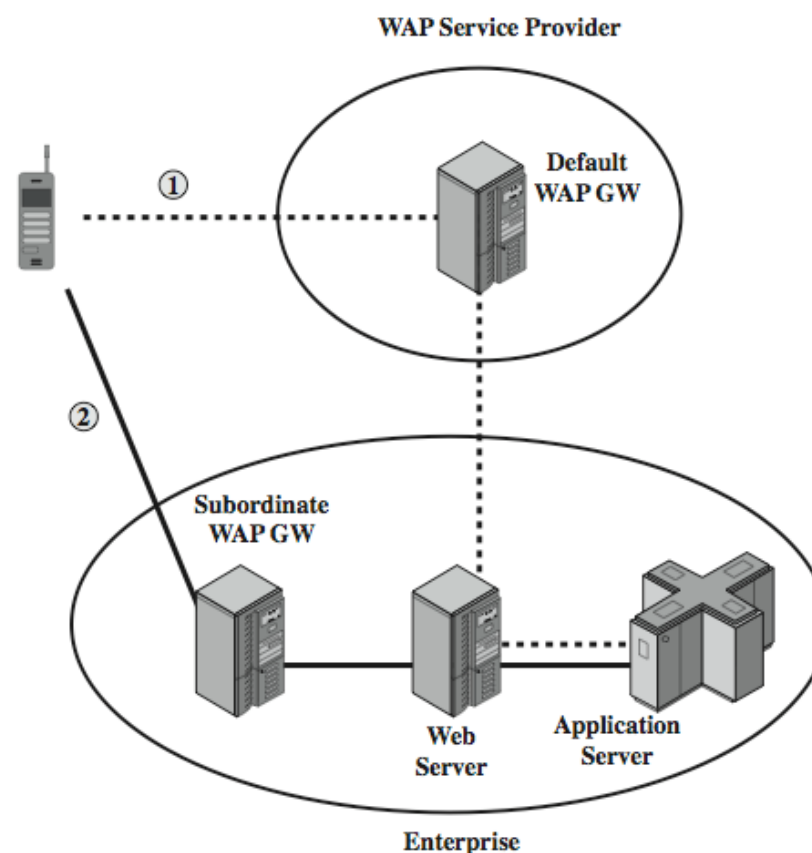 WAP Service Provider
Default
WAP GW
①
②
Subordinate
WAP GW
Web
Server
Application
Server
Enterprise